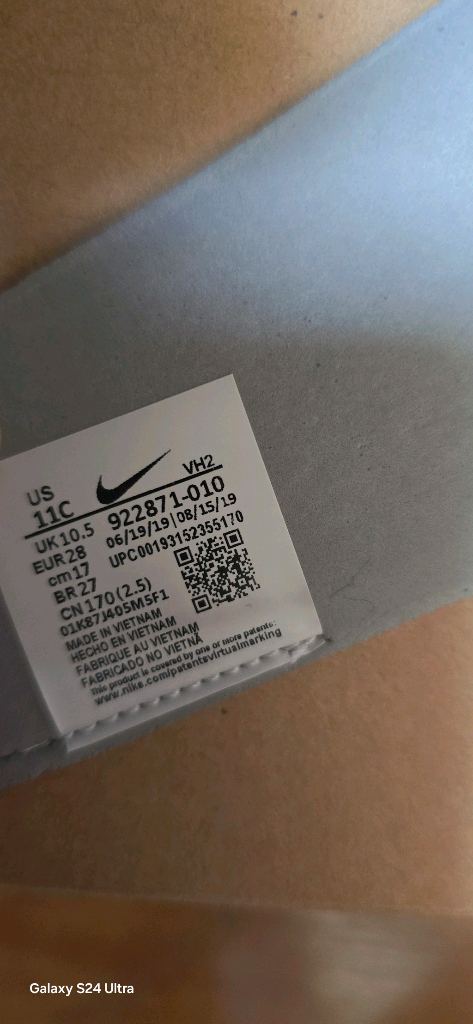 US
11C
VH2
UK 10.5
922871-010
EUR 28
06/19/19|08/15/19
cm 17
UPC00193152355170
BR 27
CN 170 (2.5)
01K87J405M5F1
MADE IN VIETNAM
HECHO EN VIETNAM
FABRIQUE AU VIETNAM
FABRICADO NO VIETNÃ
This product is covered by one or more patents:
www.nike.com/patentsvirtualmarking
Galaxy S24 Ultra